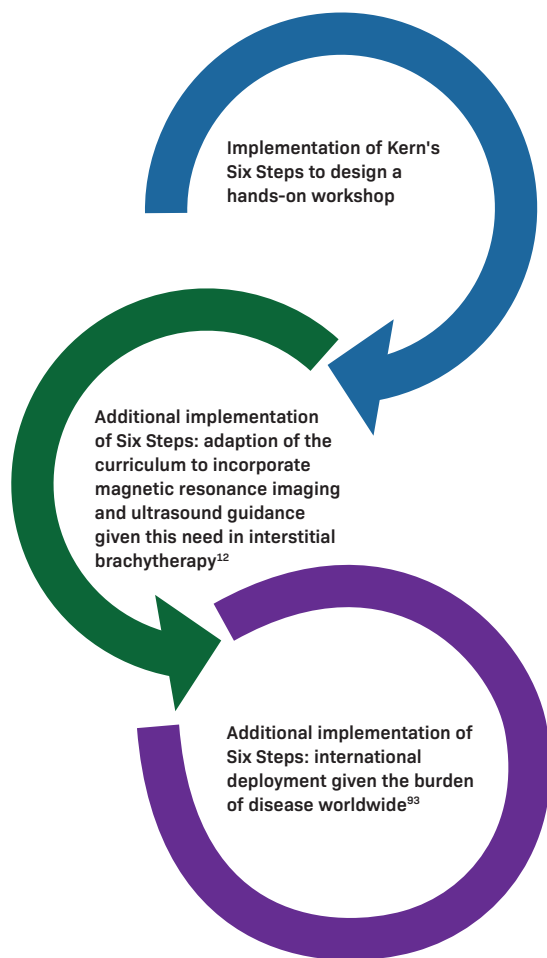 Implementation of Kern's
Six Steps to design a
hands-on workshop
Additional implementation
of Six Steps: adaption of the
curriculum to incorporate
magnetic resonance imaging
and ultrasound guidance
given this need in interstitial
brachytherapy¹²
Additional implementation of
Six Steps: international
deployment given the burden
of disease worldwide⁹³